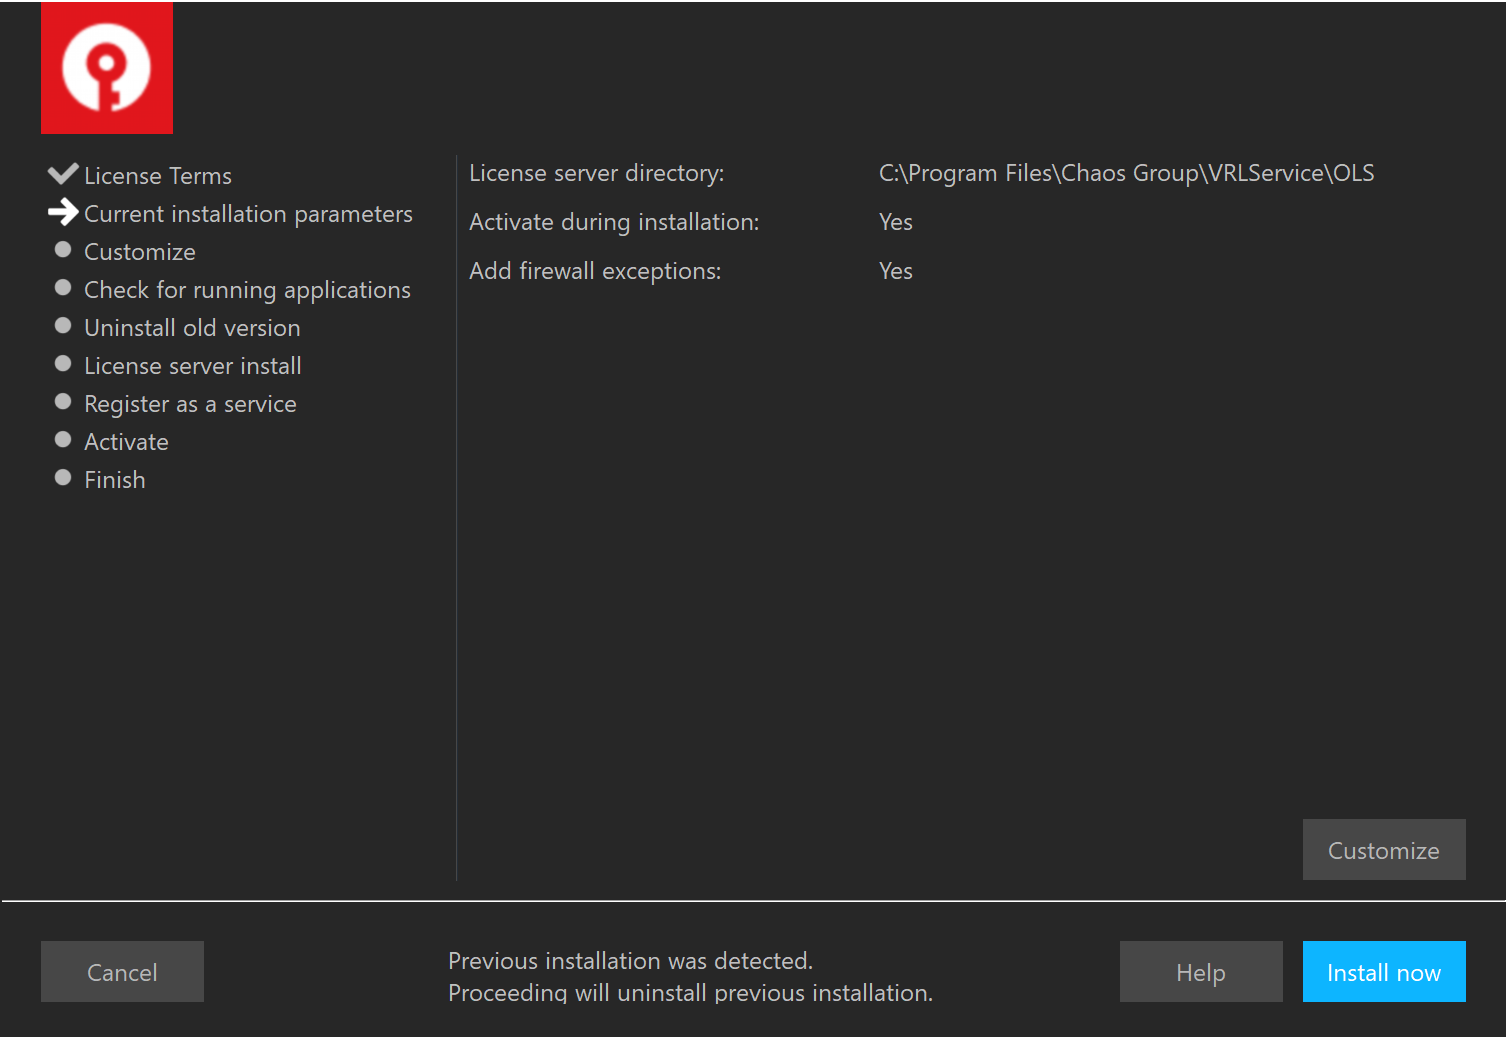 License Terms
Current installation parameters
Customize
Check for running applications
Uninstall old version
License server install
Register as a service
Activate
Finish
License server directory: C:\Program Files\Chaos Group\VRLService\OLS
Activate during installation: Yes
Add firewall exceptions: Yes
Customize
Cancel
Previous installation was detected.
Proceeding will uninstall previous installation.
Help
Install now